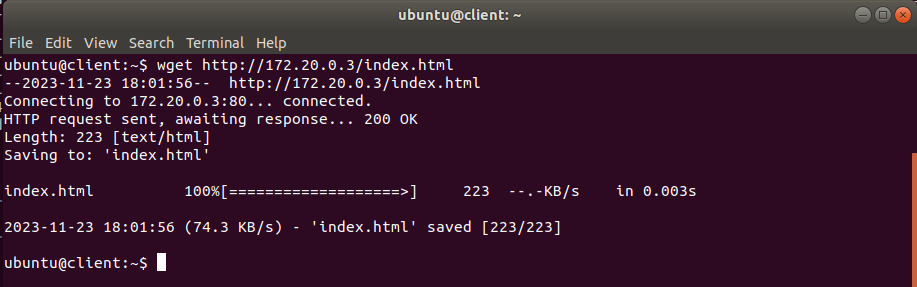 ubuntu@client: ~
File Edit View Search Terminal Help
ubuntu@client:~$ wget http://172.20.0.3/index.html
--2023-11-23 18:01:56--  http://172.20.0.3/index.html
Connecting to 172.20.0.3:80... connected.
HTTP request sent, awaiting response... 200 OK
Length: 223 [text/html]
Saving to: 'index.html'
index.html          100%[===================>]     223  --.-KB/s    in 0.003s
2023-11-23 18:01:56 (74.3 KB/s) - 'index.html' saved [223/223]
ubuntu@client:~$